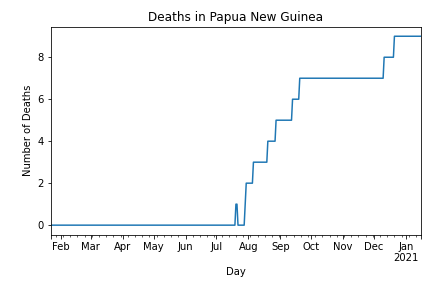 Deaths in Papua New Guinea
Number of Deaths
8
6
4
2
0
Feb Mar Apr May Jun Jul Aug Sep Oct Nov Dec Jan
2021
Day